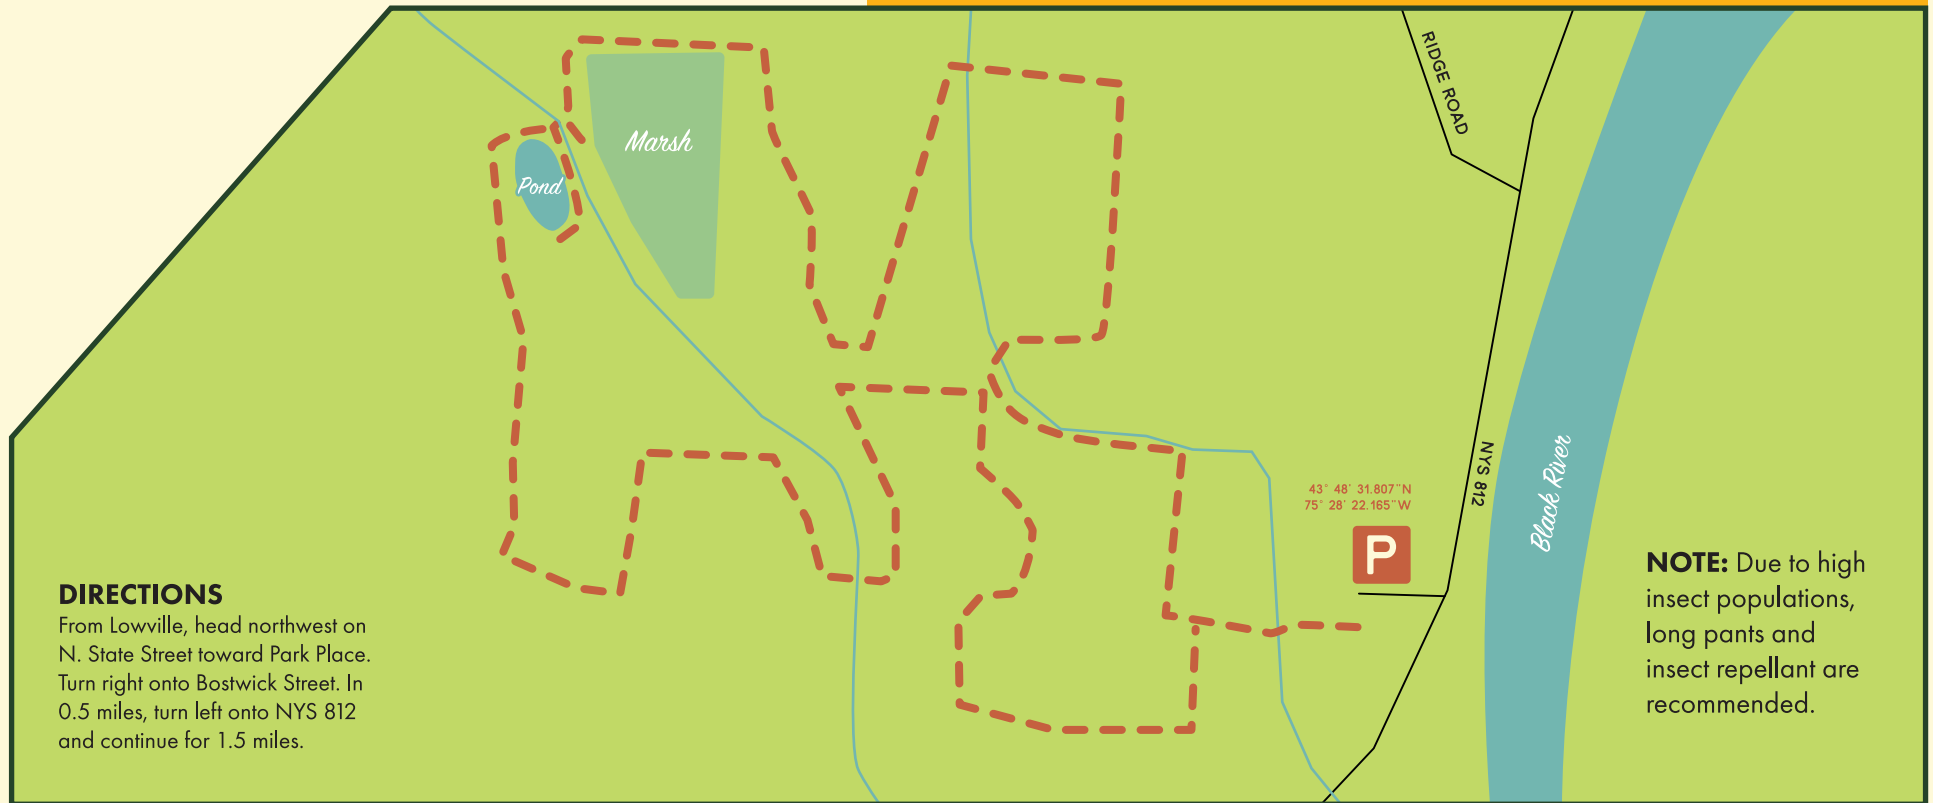 RIDGE ROAD
Marsh
Pond
NYS 812
Black River
43° 48' 31.807"N
75° 28' 22.165"W
P
DIRECTIONS
From Lowville, head northwest on
N. State Street toward Park Place.
Turn right onto Bostwick Street. In
0.5 miles, turn left onto NYS 812
and continue for 1.5 miles.
NOTE: Due to high
insect populations,
long pants and
insect repellant are
recommended.